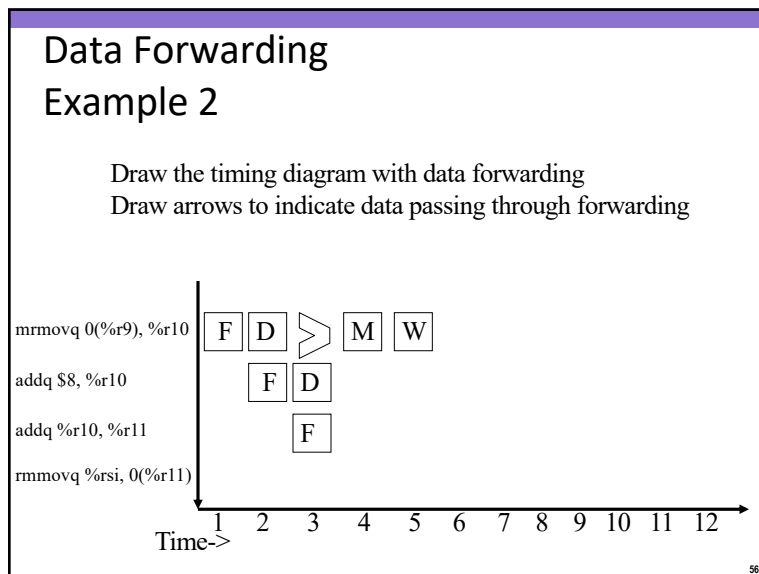 Data Forwarding
Example 2
Draw the timing diagram with data forwarding
Draw arrows to indicate data passing through forwarding
mrmovq 0(%r9), %r10 F D M W
addq $8, %r10 F D
addq %r10, %r11 F
rmmovq %rsi, 0(%r11)
1 2 3 4 5 6 7 8 9 10 11 12
Time->
56